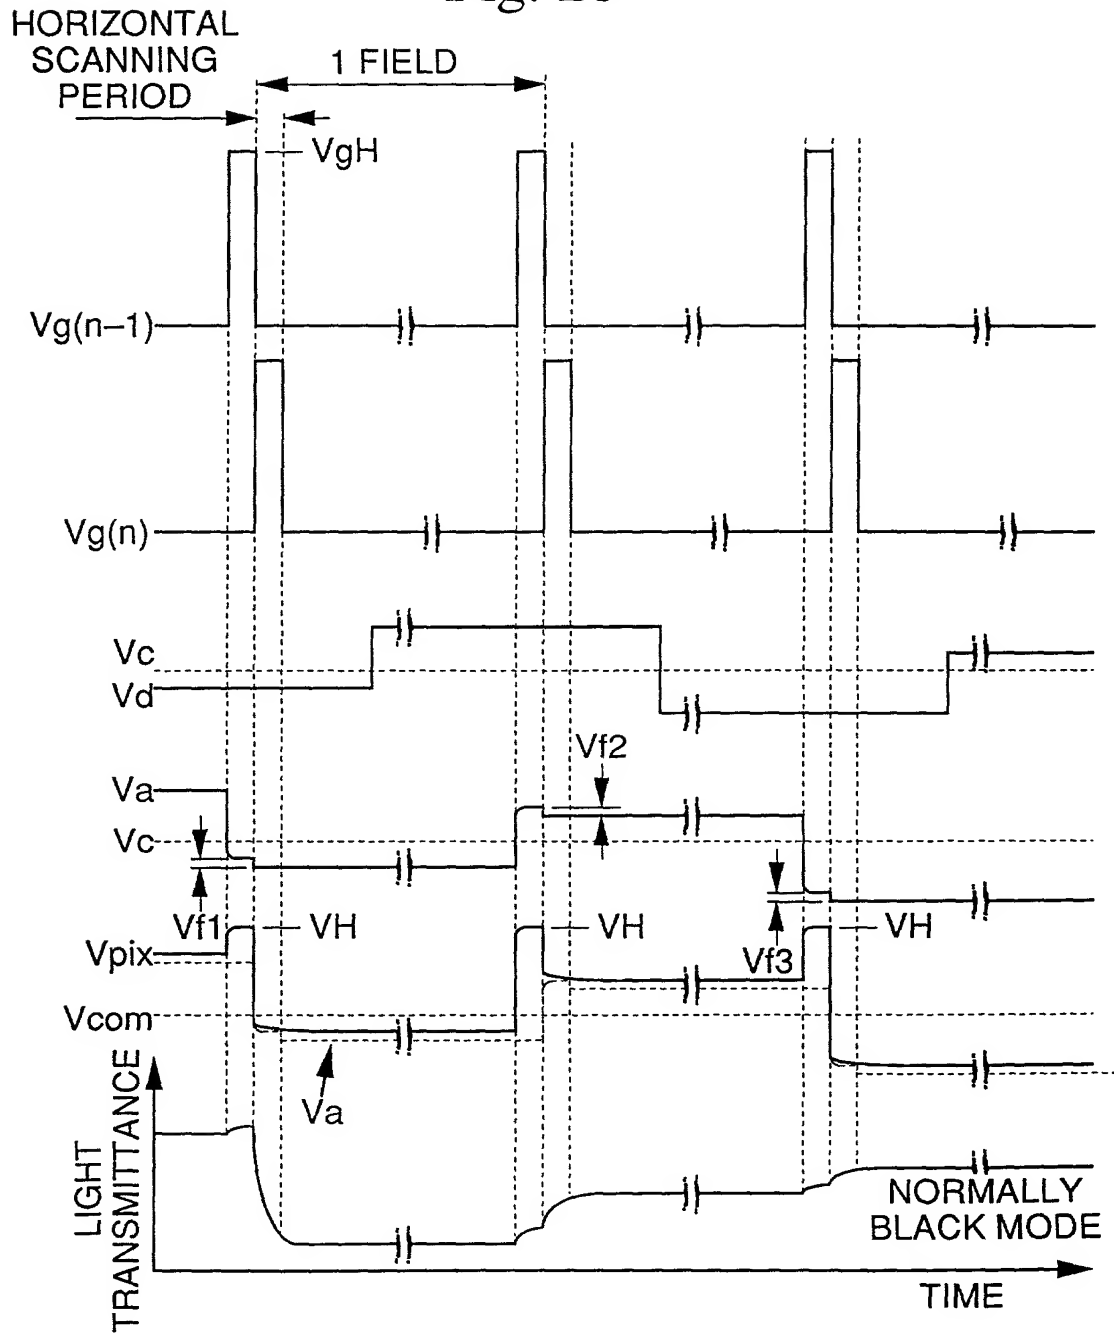 HORIZONTAL
SCANNING
PERIOD
1 FIELD
VgH
Vg(n–1)
Vg(n)
Vc
Vd
Vf2
Va
Vc
Vf1
VH
VH
VH
Vpix
Vf3
Vcom
Va
LIGHT
TRANSMITTANCE
NORMALLY
BLACK MODE
TIME